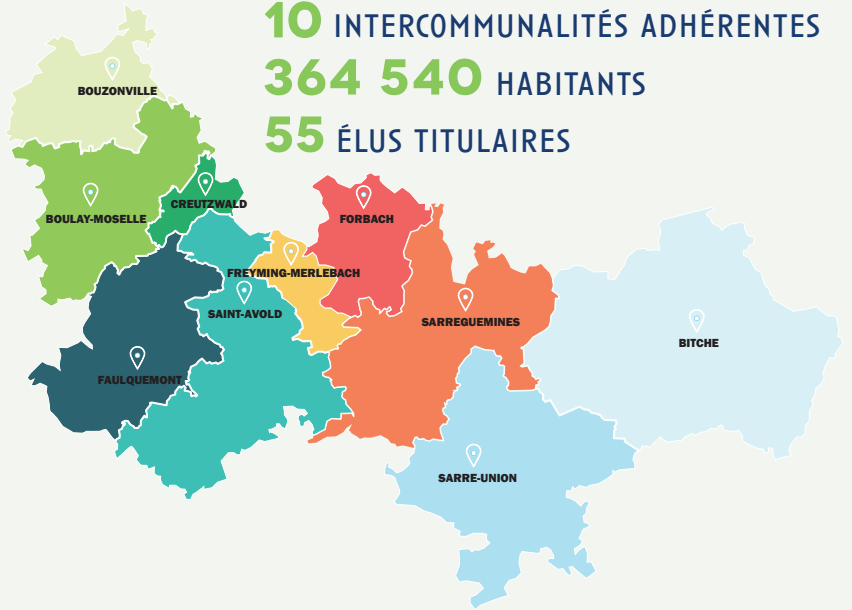 10 INTERCOMMUNALITÉS ADHÉRENTES
364 540 HABITANTS
55 ÉLUS TITULAIRES
BOUZONVILLE
BOULAY-MOSELLE
CREUTZWALD
FORBACH
FREYMING-MERLEBACH
SAINT-AVOLD
SARREGUEMINES
BITCHE
FAULQUEMONT
SARRE-UNION